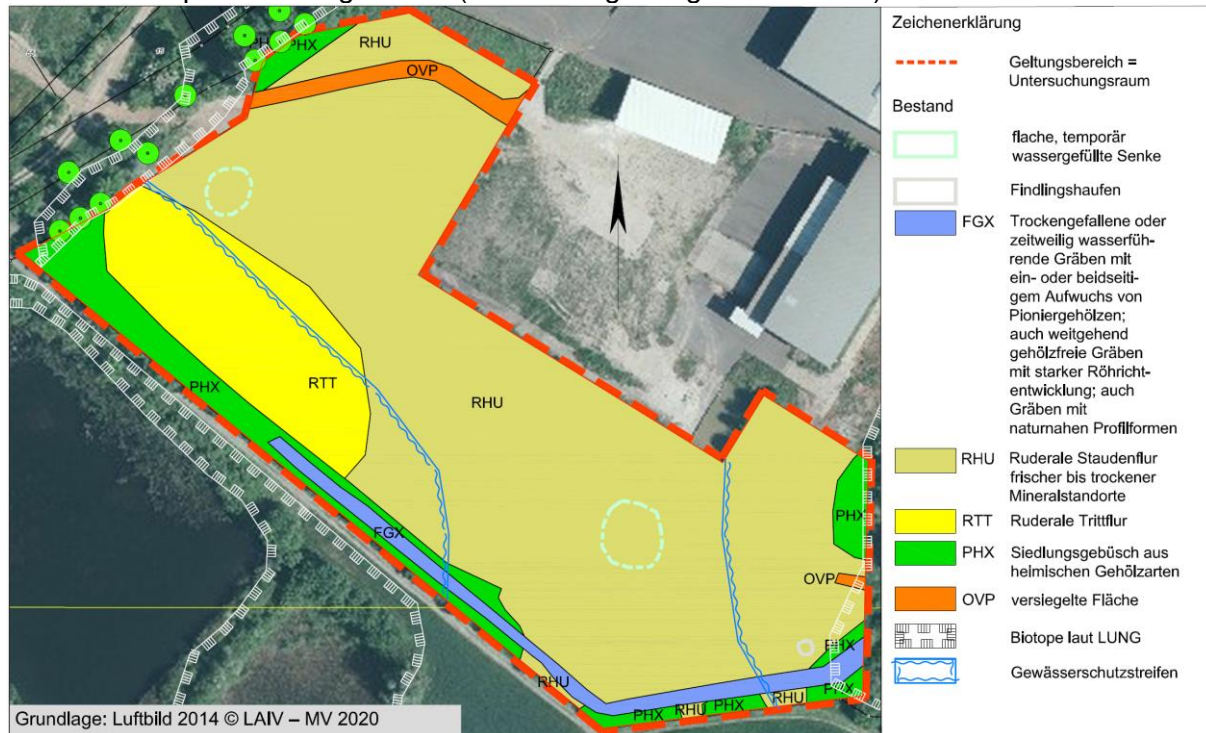 PHX
RHU
OVP
RHU
RTT
PHX
FGX
PHX
OVP
PHX
RHU
PHX
RHU
PHX
PHX
Grundlage: Luftbild 2014 © LAIV – MV 2020
Zeichenerklärung
Geltungsbereich =
Untersuchungsraum
Bestand
flache, temporär
wassergefüllte Senke
Findlingshaufen
FGX Trockengefallene oder
zeitweilig wasserfüh-
rende Gräben mit
ein- oder beidseiti-
gem Aufwuchs von
Pioniergehölzen;
auch weitgehend
gehölzfreie Gräben
mit starker Röhricht-
entwicklung; auch
Gräben mit
naturnahen Profilformen
RHU Ruderale Staudenflur
frischer bis trockener
Mineralstandorte
RTT Ruderale Trittflur
PHX Siedlungsgebüsch aus
heimischen Gehölzarten
OVP versiegelte Fläche
Biotope laut LUNG
Gewässerschutzstreifen